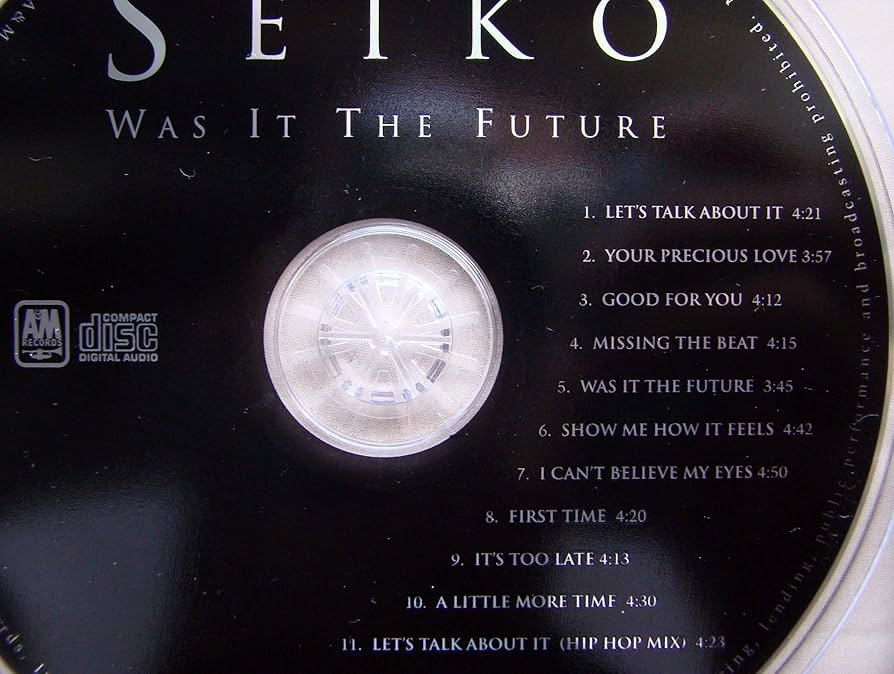 SEIKO
WAS IT THE FUTURE
1. LET'S TALK ABOUT IT 4:21
2. YOUR PRECIOUS LOVE 3:57
3. GOOD FOR YOU 4:12
4. MISSING THE BEAT 4:15
5. WAS IT THE FUTURE 3:45
6. SHOW ME HOW IT FEELS 4:42
7. I CAN'T BELIEVE MY EYES 4:50
8. FIRST TIME 4:20
9. IT'S TOO LATE 4:13
10. A LITTLE MORE TIME 4:30
11. LET'S TALK ABOUT IT (HIP HOP MIX) 4:23
A&M
RECORDS
COMPACT
disc
DIGITAL AUDIO
A&M
lending, public performance and broadcasting prohibited.